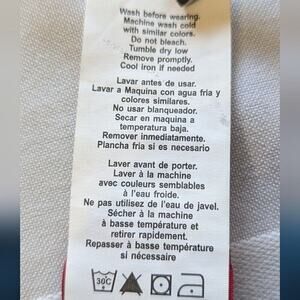 Wash before wearing.
Machine wash cold
with similar colors.
Do not bleach.
Tumble dry low
Remove promptly.
Cool iron if needed
Lavar antes de usar.
Lavar a Maquina con agua fria y
colores similares.
No usar blanqueador.
Secar en maquina a
temperatura baja.
Remover inmediatamente.
Plancha fria si es necesario
Laver avant de porter.
Laver à la machine
avec couleurs semblables
à l'eau froide.
Ne pas utilisez de l'eau de javel.
Sécher à la machine
à basse température et
retirer rapidement.
Repasser à basse température
si nécessaire
30C